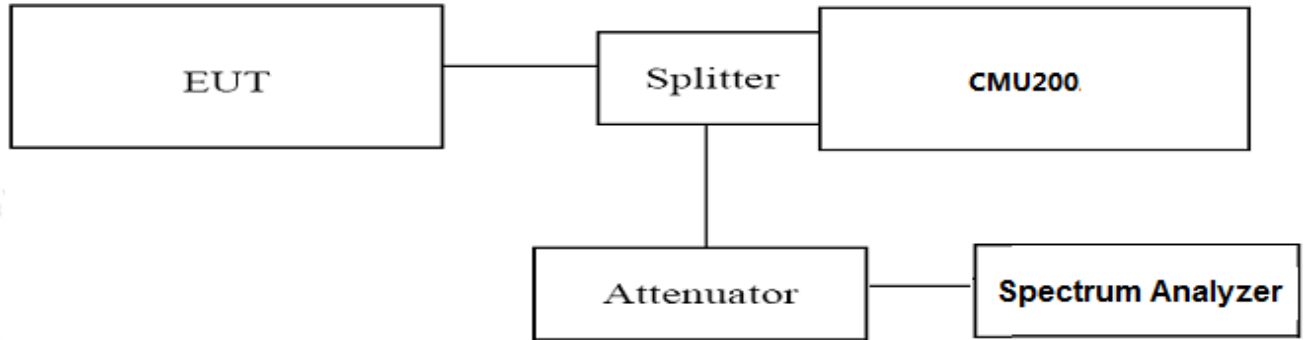 EUT
Splitter
CMU200
Attenuator
Spectrum Analyzer